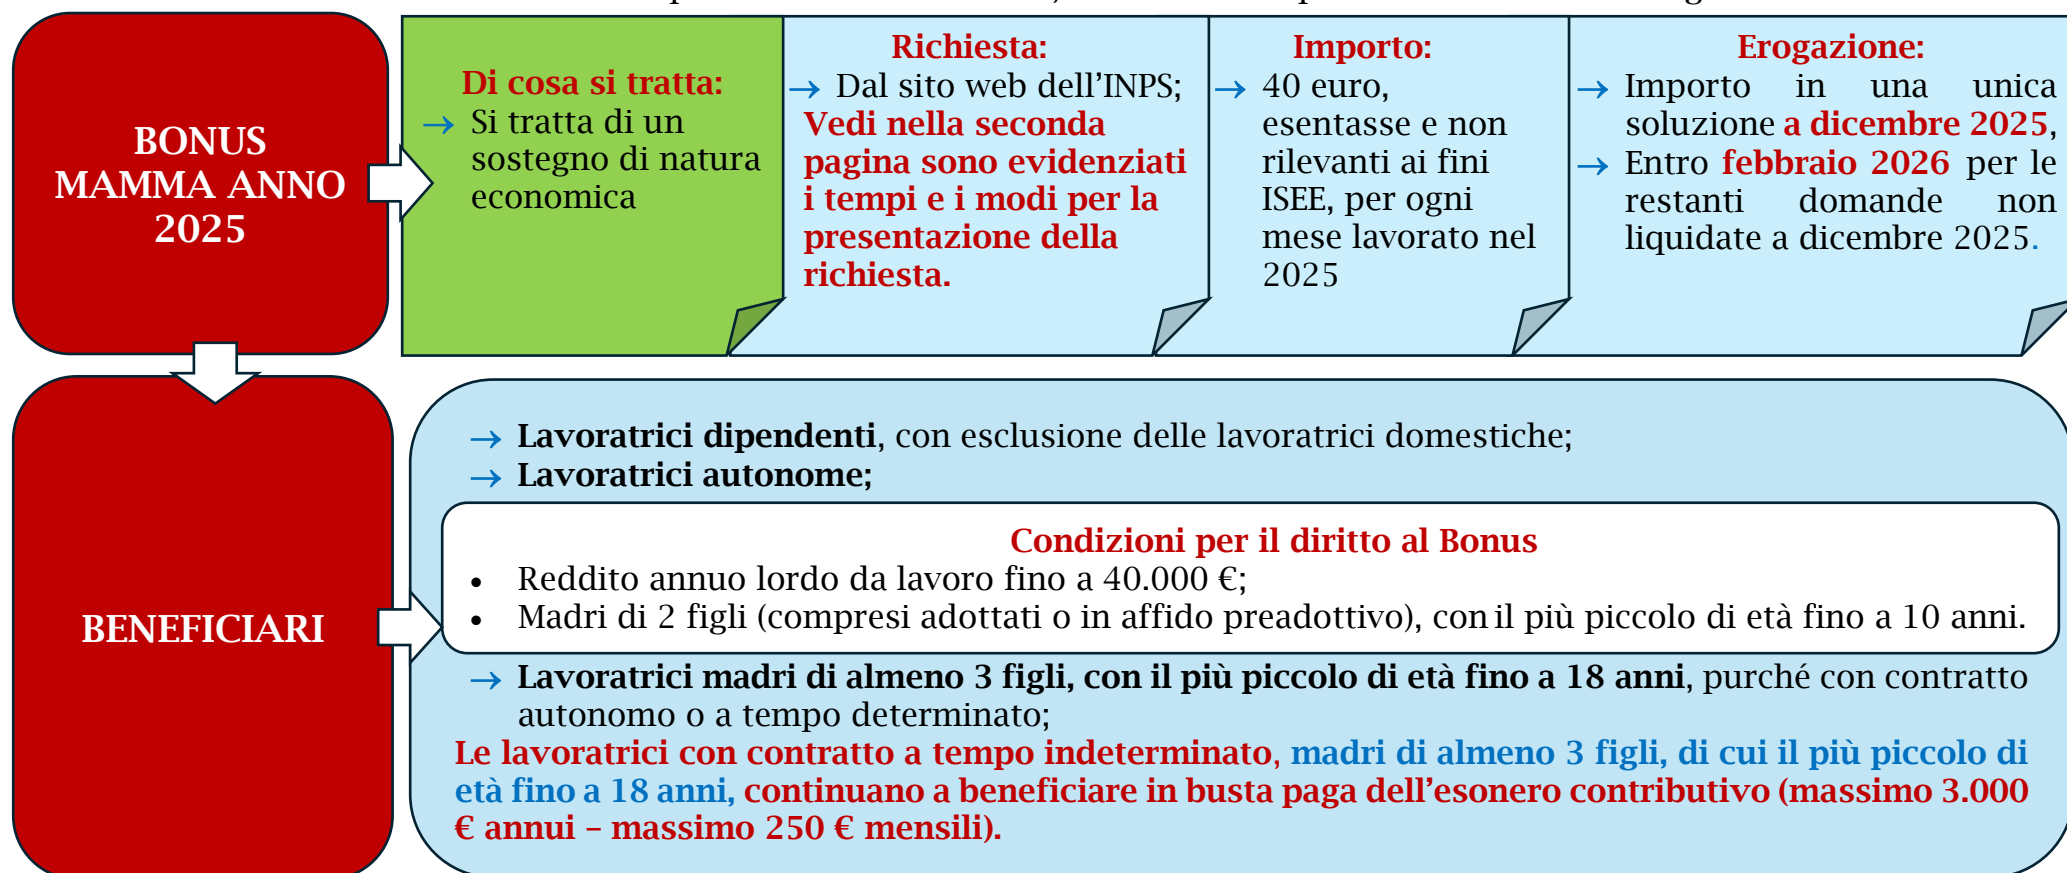 BONUS
MAMMA ANNO
2025
Di cosa si tratta:
→ Si tratta di un
sostegno di natura
economica
Richiesta:
→ Dal sito web dell’INPS;
Vedi nella seconda
pagina sono evidenziati
i tempi e i modi per la
presentazione della
richiesta.
Importo:
→ 40 euro,
esentasse e non
rilevanti ai fini
ISEE, per ogni
mese lavorato nel
2025
Erogazione:
→ Importo in una unica
soluzione a dicembre 2025,
→ Entro febbraio 2026 per le
restanti domande non
liquidate a dicembre 2025.
BENEFICIARI
→ Lavoratrici dipendenti, con esclusione delle lavoratrici domestiche;
→ Lavoratrici autonome;
Condizioni per il diritto al Bonus
• Reddito annuo lordo da lavoro fino a 40.000 €;
• Madri di 2 figli (compresi adottati o in affido preadottivo), con il più piccolo di età fino a 10 anni.
→ Lavoratrici madri di almeno 3 figli, con il più piccolo di età fino a 18 anni, purché con contratto
autonomo o a tempo determinato;
Le lavoratrici con contratto a tempo indeterminato, madri di almeno 3 figli, di cui il più piccolo di
età fino a 18 anni, continuano a beneficiare in busta paga dell’esonero contributivo (massimo 3.000
€ annui – massimo 250 € mensili).